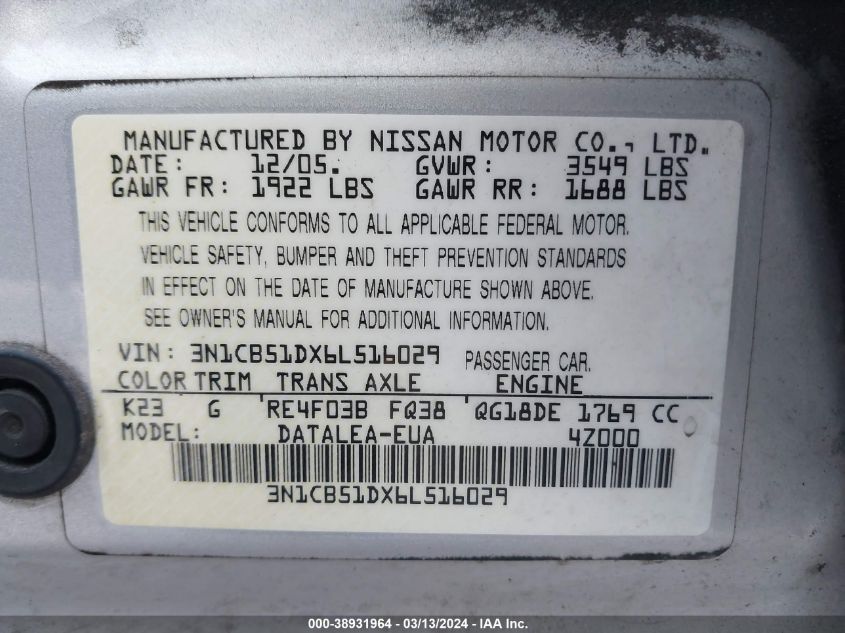 MANUFACTURED BY NISSAN MOTOR CO., LTD.
DATE: 12/05. GVWR: 3549 LBS
GAWR FR: 1922 LBS GAWR RR: 1688 LBS
THIS VEHICLE CONFORMS TO ALL APPLICABLE FEDERAL MOTOR.
VEHICLE SAFETY, BUMPER AND THEFT PREVENTION STANDARDS
IN EFFECT ON THE DATE OF MANUFACTURE SHOWN ABOVE.
SEE OWNER'S MANUAL FOR ADDITIONAL INFORMATION.
VIN: 3N1CB51DX6L516029 PASSENGER CAR.
COLOR TRIM TRANS AXLE ENGINE
K23 G RE4F03B FQ38 QG18DE 1769 CC
MODEL: DATALEA-EUA 4Z000
3N1CB51DX6L516029
000-38931964 - 03/13/2024 - IAA Inc.